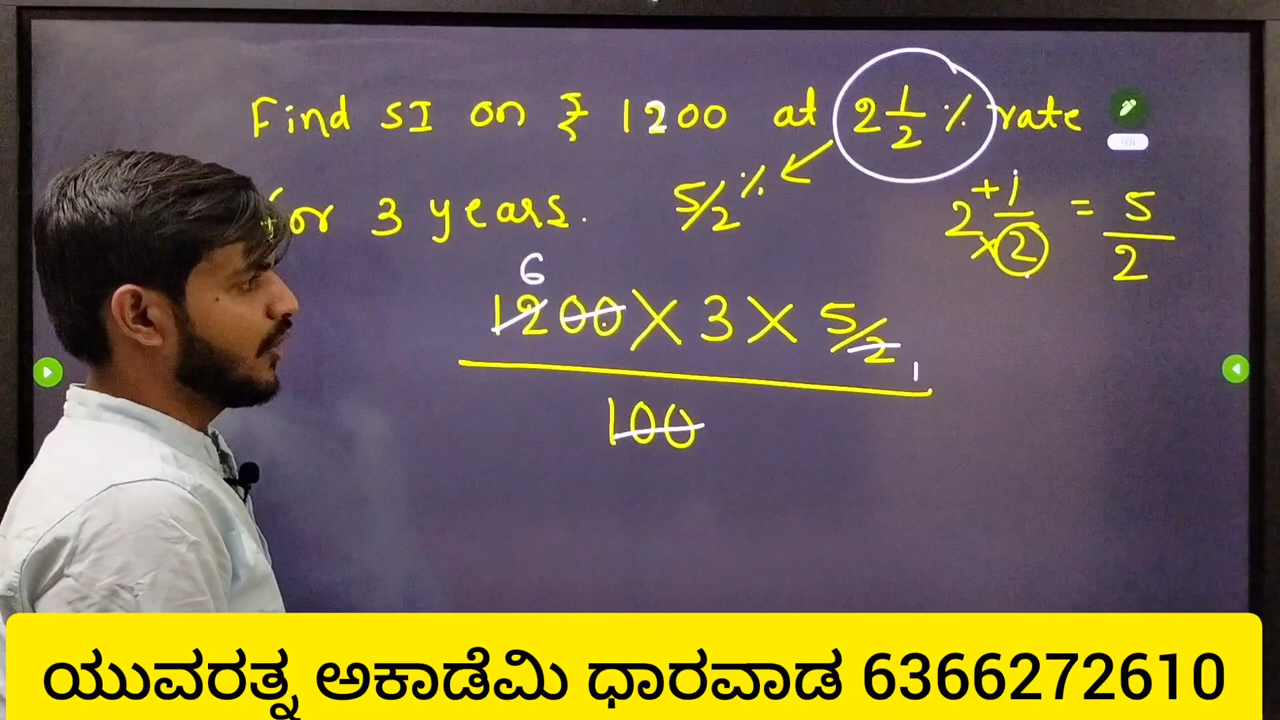 Find SI on ₹ 1200 at 2 1/2 % rate
for 3 years. 5/2 %
2 + 1 / × 2 = 5/2
6
1200 × 3 × 5/2
1
100
ಯುವರತ್ನ ಅಕಾಡೆಮಿ ಧಾರವಾಡ 6366272610